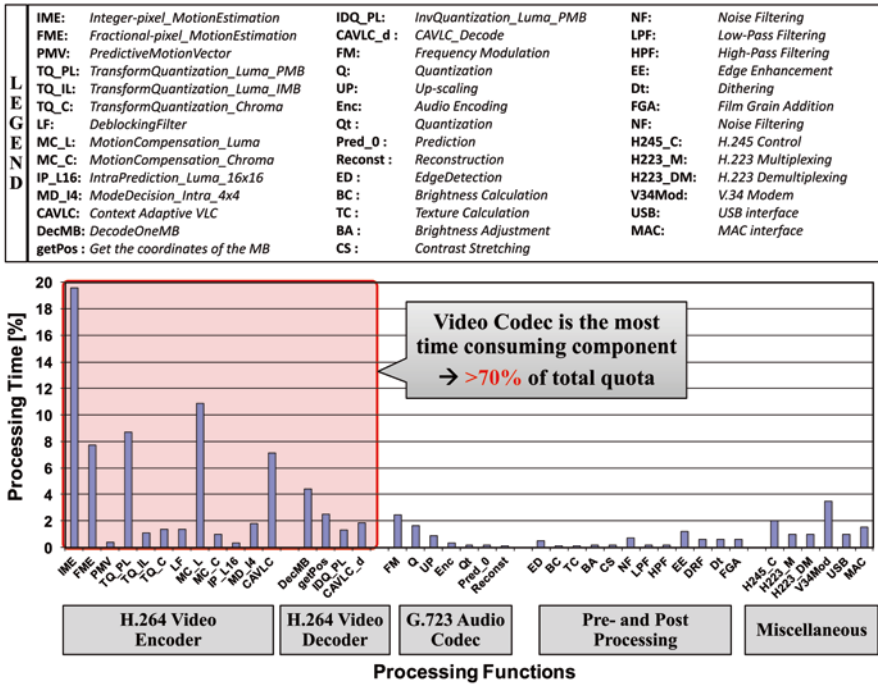 LEGEND
IME: Integer-pixel_MotionEstimation IDQ_PL: InvQuantization_Luma_PMB NF: Noise Filtering
FME: Fractional-pixel_MotionEstimation CAVLC_d : CAVLC_Decode LPF: Low-Pass Filtering
PMV: PredictiveMotionVector FM: Frequency Modulation HPF: High-Pass Filtering
TQ_PL: TransformQuantization_Luma_PMB Q: Quantization EE: Edge Enhancement
TQ_IL: TransformQuantization_Luma_IMB UP: Up-scaling Dt: Dithering
TQ_C: TransformQuantization_Chroma Enc: Audio Encoding FGA: Film Grain Addition
LF: DeblockingFilter Qt : Quantization NF: Noise Filtering
MC_L: MotionCompensation_Luma Pred_0 : Prediction H245_C: H.245 Control
MC_C: MotionCompensation_Chroma Reconst : Reconstruction H223_M: H.223 Multiplexing
IP_L16: IntraPrediction_Luma_16x16 ED : EdgeDetection H223_DM: H.223 Demultiplexing
MD_I4: ModeDecision_Intra_4x4 BC : Brightness Calculation V34Mod: V.34 Modem
CAVLC: Context Adaptive VLC TC : Texture Calculation USB: USB interface
DecMB: DecodeOneMB BA : Brightness Adjustment MAC: MAC interface
getPos : Get the coordinates of the MB CS : Contrast Stretching
Processing Time [%]
20
18
16
14
12
10
8
6
4
2
0
Video Codec is the most
time consuming component
→ >70% of total quota
IME FME PMV TQ_PL TQ_IL TQ_C LF MC_L MC_C IP_L16 MD_I4 CAVLC DecMB getPos IDQ_PL CAVLC_d FM Q UP Enc Qt Pred_0 Reconst ED BC TC BA CS NF LPF HPF EE DRF Dt FGA H245_C H223_M H223_DM V34Mod USB MAC
H.264 Video
Encoder
H.264 Video
Decoder
G.723 Audio
Codec
Pre- and Post
Processing
Miscellaneous
Processing Functions